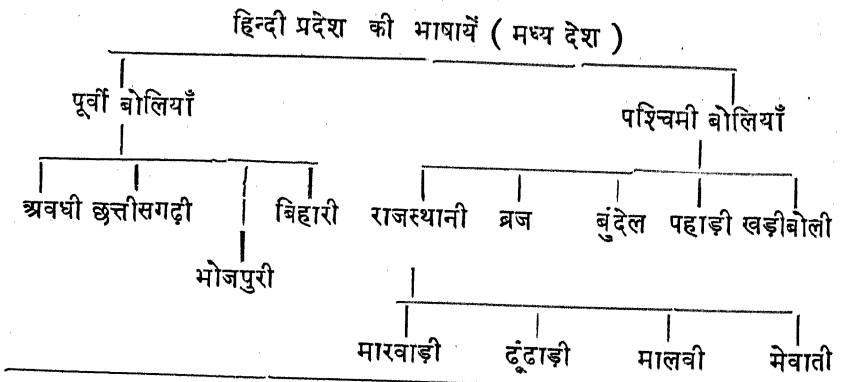 हिन्दी प्रदेश की भाषायें ( मध्य देश )
पूर्वी बोलियाँ
पश्चिमी बोलियाँ
अवधी छत्तीसगढ़ी बिहारी राजस्थानी ब्रज बुंदेल पहाड़ी खड़ीबोली
भोजपुरी
मारवाड़ी ढूंढाड़ी मालवी मेवाती